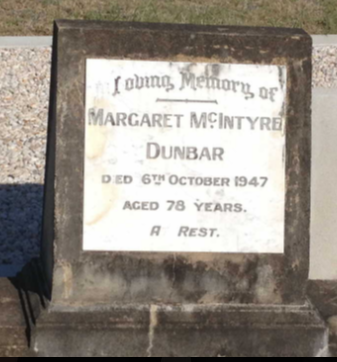 Loving Memory of
MARGARET McINTYRE
DUNBAR
DIED 6TH OCTOBER 1947
AGED 78 YEARS.
A REST.